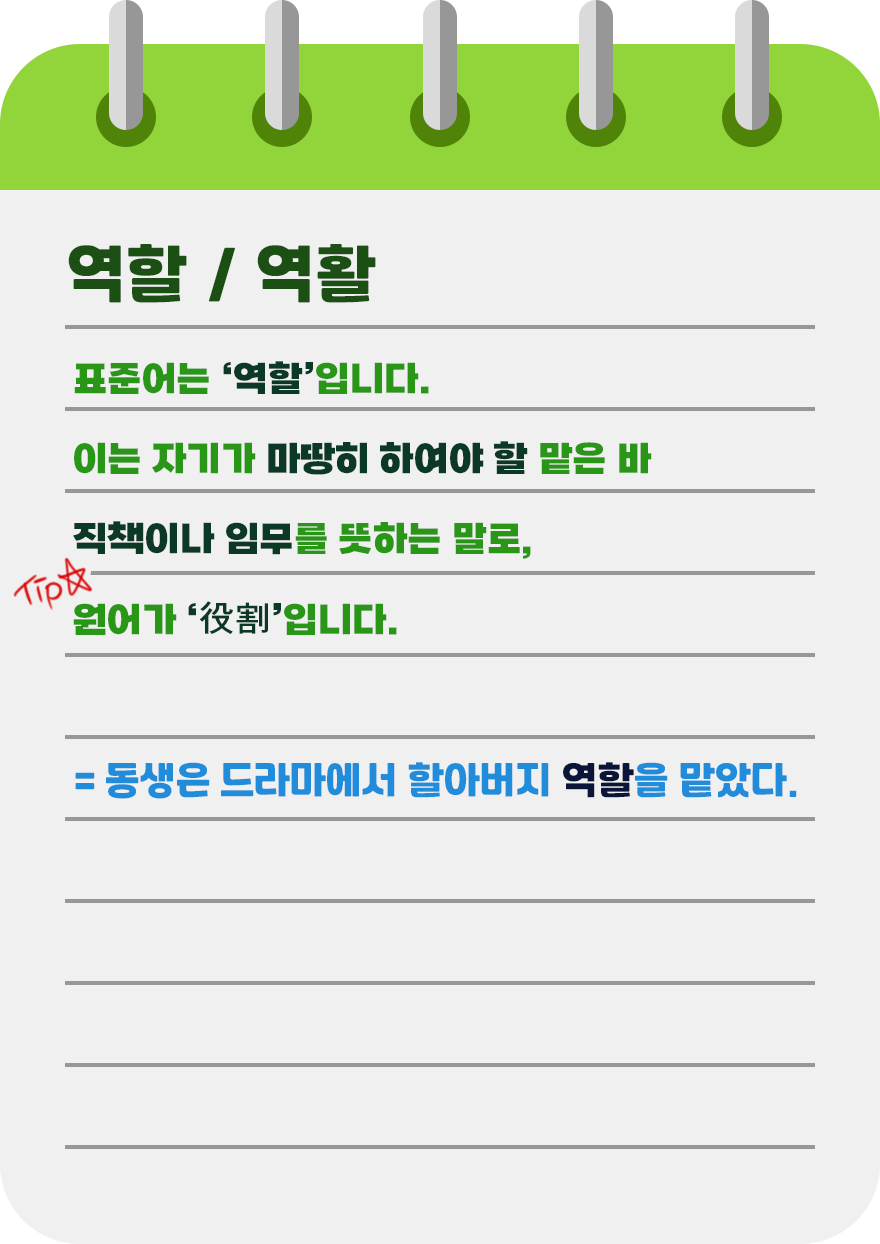 역할 / 역활
표준어는 ‘역할’입니다.
이는 자기가 마땅히 하여야 할 맡은 바
직책이나 임무를 뜻하는 말로,
Tip☆
원어가 ‘役割’입니다.
= 동생은 드라마에서 할아버지 역할을 맡았다.